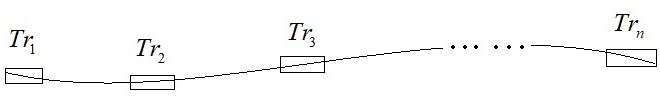 Tr₁ Tr₂ Tr₃ ... ... Trₙ